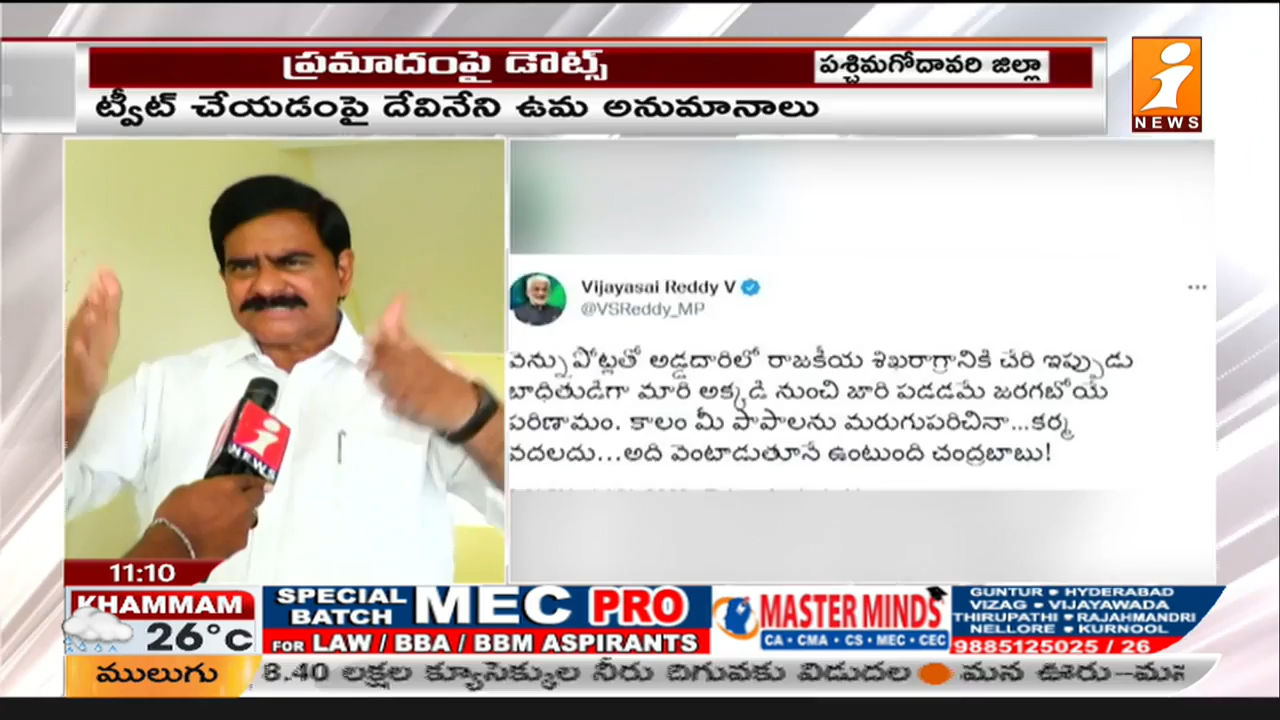 ప్రమాదంపై డౌట్స్
పశ్చిమగోదావరి జిల్లా
ట్వీట్ చేయడంపై దేవినేని ఉమ అనుమానాలు
i
NEWS
Vijayasai Reddy V
@VSReddy_MP
వన్నుపోట్లతో అడ్డదారిలో రాజకీయ శిఖరాగ్రానికి చేరి ఇప్పుడు
బాధితుడిగా మారి అక్కడి నుంచి జారి పడడమే జరగబోయే
పరిణామం. కాలం మీ పాపాలను మరుగుపరిచినా...కర్మ
వదలదు...అది వెంటాడుతూనే ఉంటుంది చంద్రబాబు!
i
NEWS
11:10
KHAMMAM
26°C
SPECIAL BATCH MEC PRO
FOR LAW / BBA / BBM ASPIRANTS
MASTER MINDS
CA • CMA • CS • MEC • CEC
GUNTUR • HYDERABAD
VIZAG • VIJAYAWADA
THIRUPATHI • RAJAHMANDRI
NELLORE • KURNOOL
9885125025 / 26
ములుగు
8.40 లక్షల క్యూసెక్కుల నీరు దిగువకు విడుదల మన ఊరు-మన